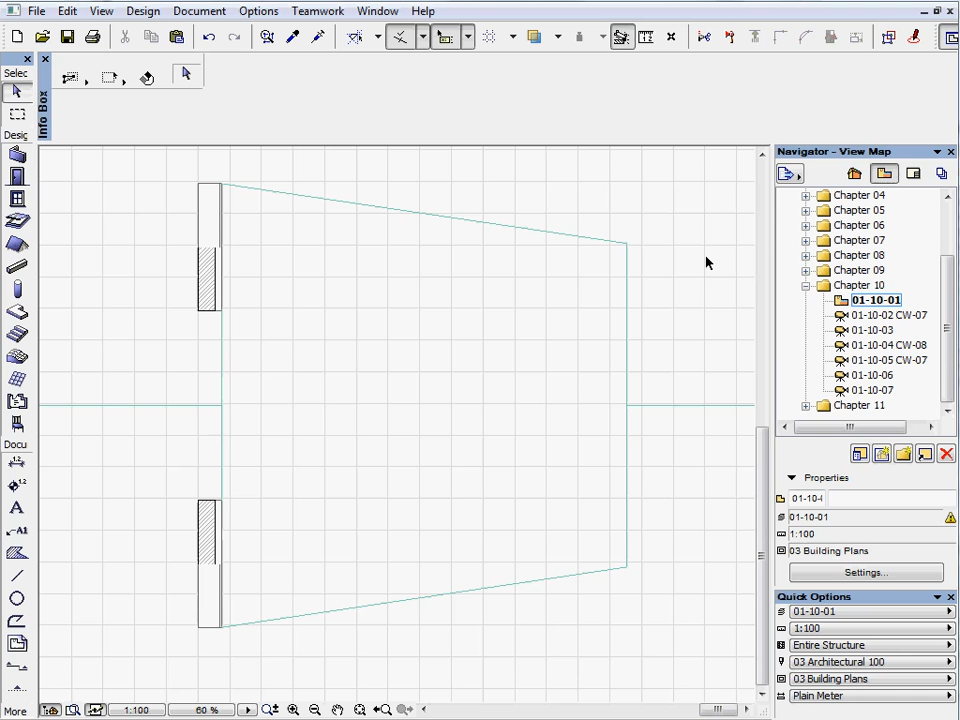 File Edit View Design Document Options Teamwork Window Help
Selec
Info Box
Desig
Docu
More
Navigator - View Map
Chapter 04
Chapter 05
Chapter 06
Chapter 07
Chapter 08
Chapter 09
Chapter 10
01-10-01
01-10-02 CW-07
01-10-03
01-10-04 CW-08
01-10-05 CW-07
01-10-06
01-10-07
Chapter 11
Properties
01-10-
01-10-01
1:100
03 Building Plans
Settings...
Quick Options
01-10-01
1:100
Entire Structure
03 Architectural 100
03 Building Plans
Plain Meter
1:100
60 %